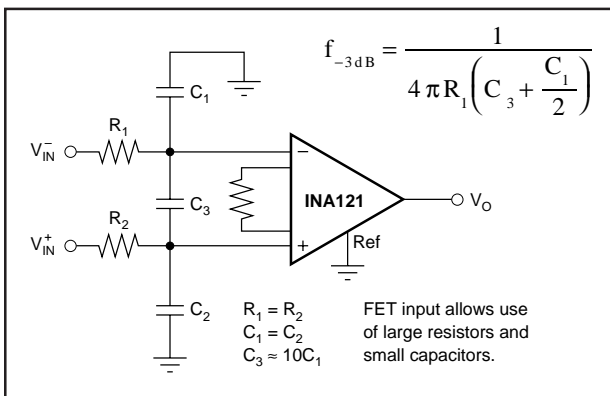 f-3dB = 1 / 4πR1(C3 + C1/2)
C1
R1
VIN-
C3
INA121
VO
R2
VIN+
Ref
C2
R1 = R2
C1 = C2
C3 ≈ 10C1
FET input allows use
of large resistors and
small capacitors.